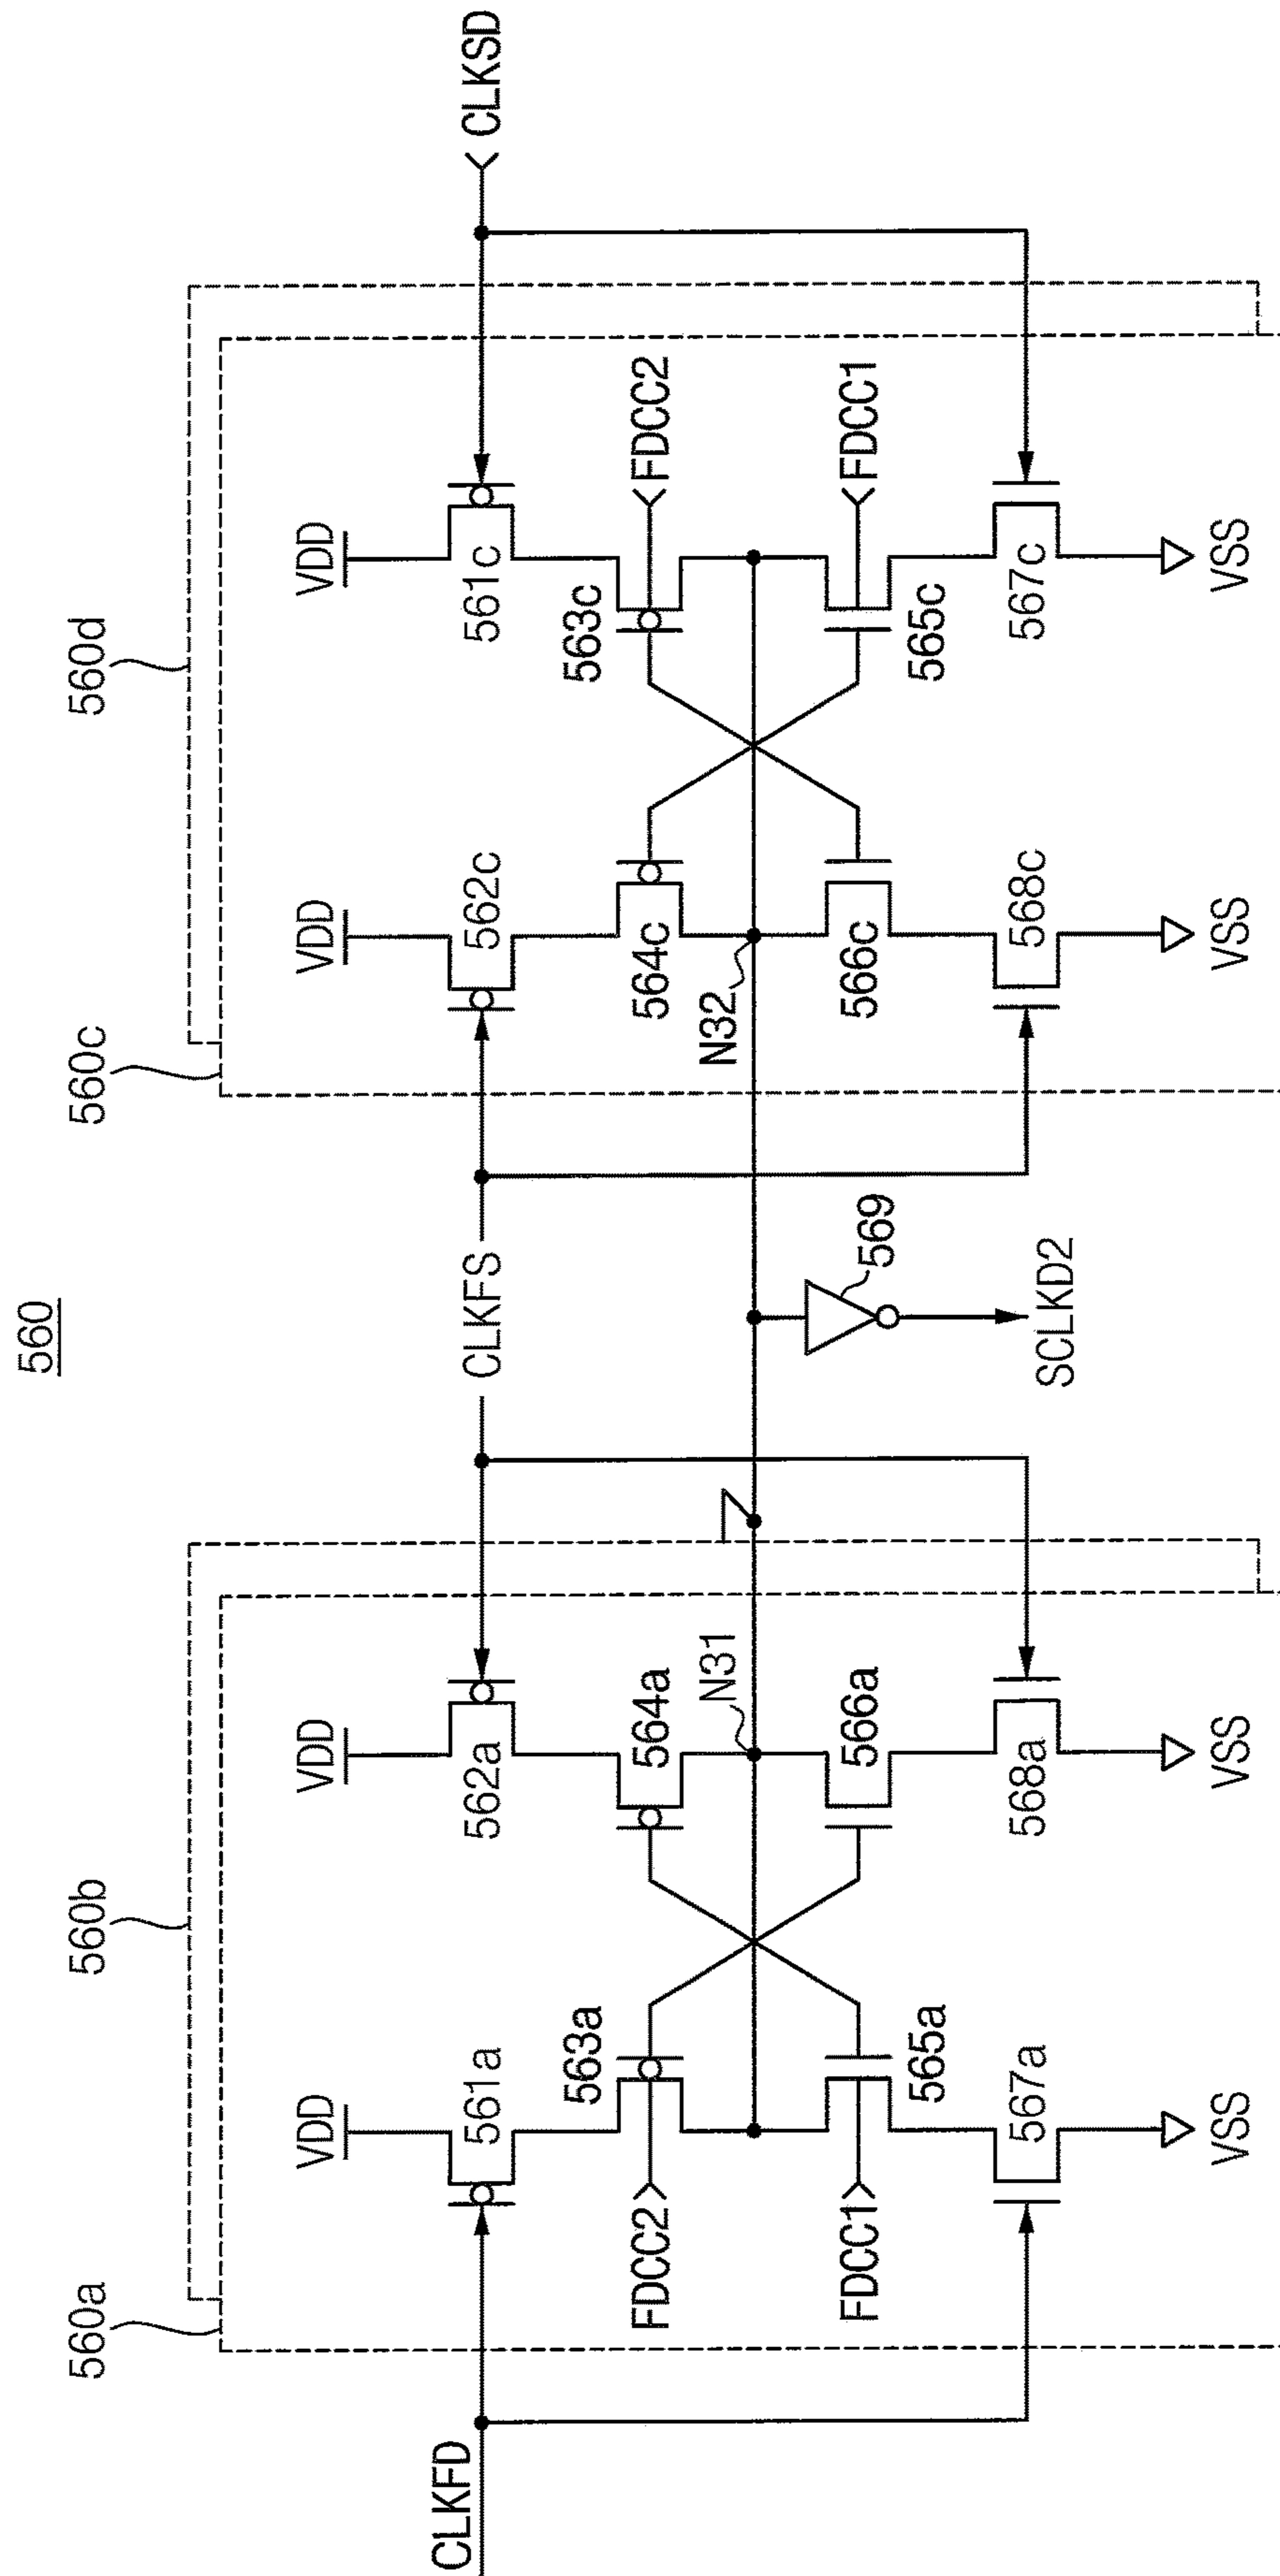 560
560a
560b
560c
560d
CLKFD
CLKFS
CLKSD
VDD
VDD
VDD
VDD
561a
562a
562c
561c
563a
564a
564c
563c
FDCC2
FDCC2
N31
N32
FDCC1
FDCC1
565a
566a
566c
565c
569
567a
568a
568c
567c
SCLKD2
VSS
VSS
VSS
VSS